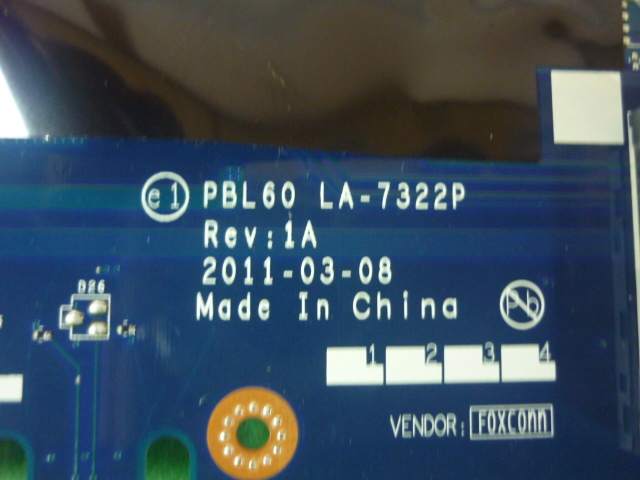 e1 PBL60 LA-7322P
Rev:1A
2011-03-08
Made In China
Pb
D26
1 2 3 4
VENDOR: FOXCONN